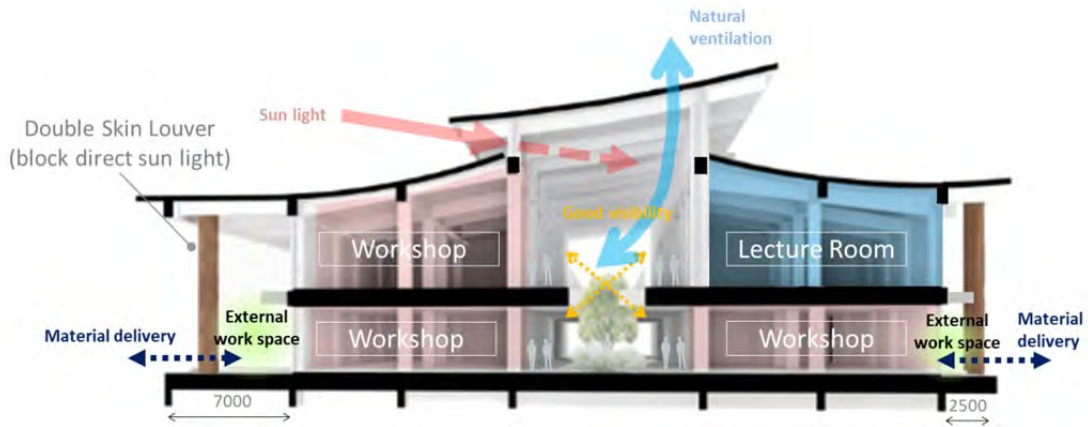 Natural
ventilation
Sun light
Double Skin Louver
(block direct sun light)
Good visibility
Workshop
Lecture Room
External
work space
Material delivery
Workshop
Workshop
External
work space
Material
delivery
7000
2500